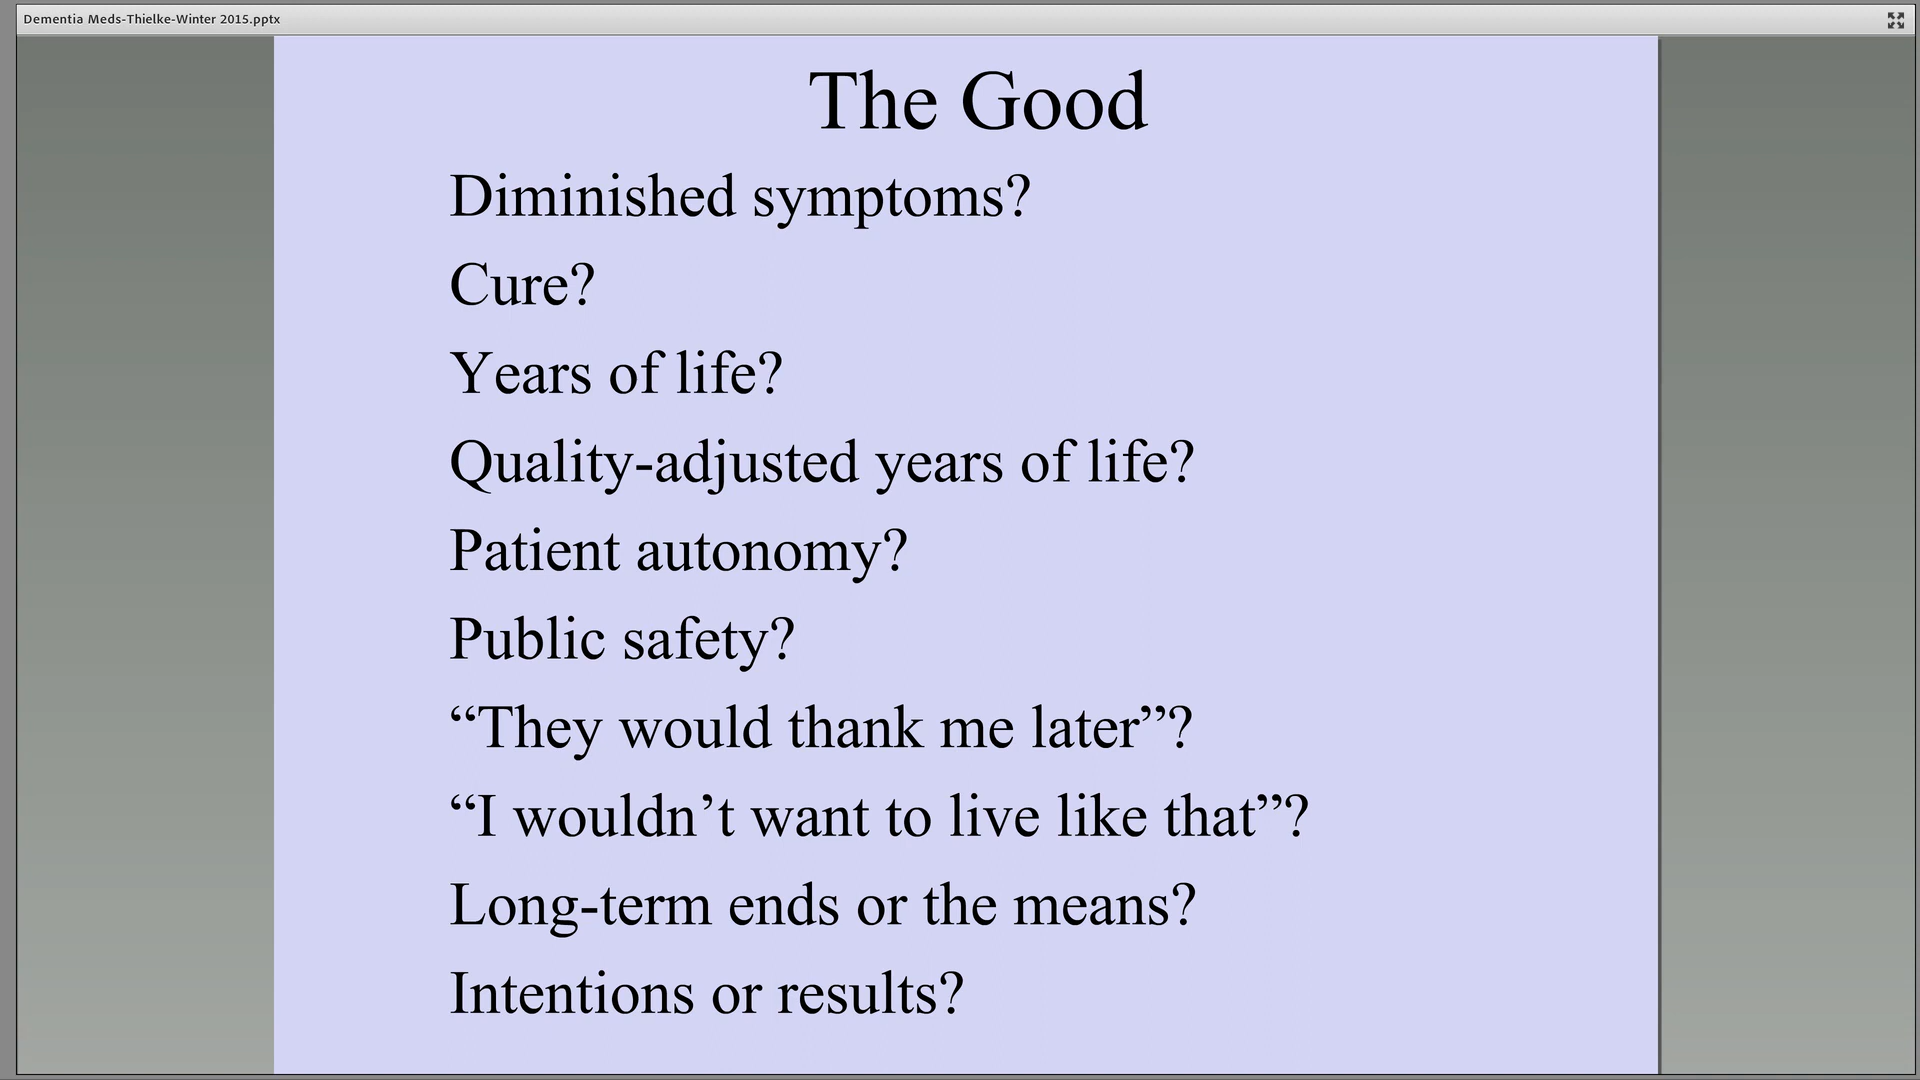 Dementia Meds-Thielke-Winter 2015.pptx
The Good
Diminished symptoms?
Cure?
Years of life?
Quality-adjusted years of life?
Patient autonomy?
Public safety?
“They would thank me later”?
“I wouldn’t want to live like that”?
Long-term ends or the means?
Intentions or results?